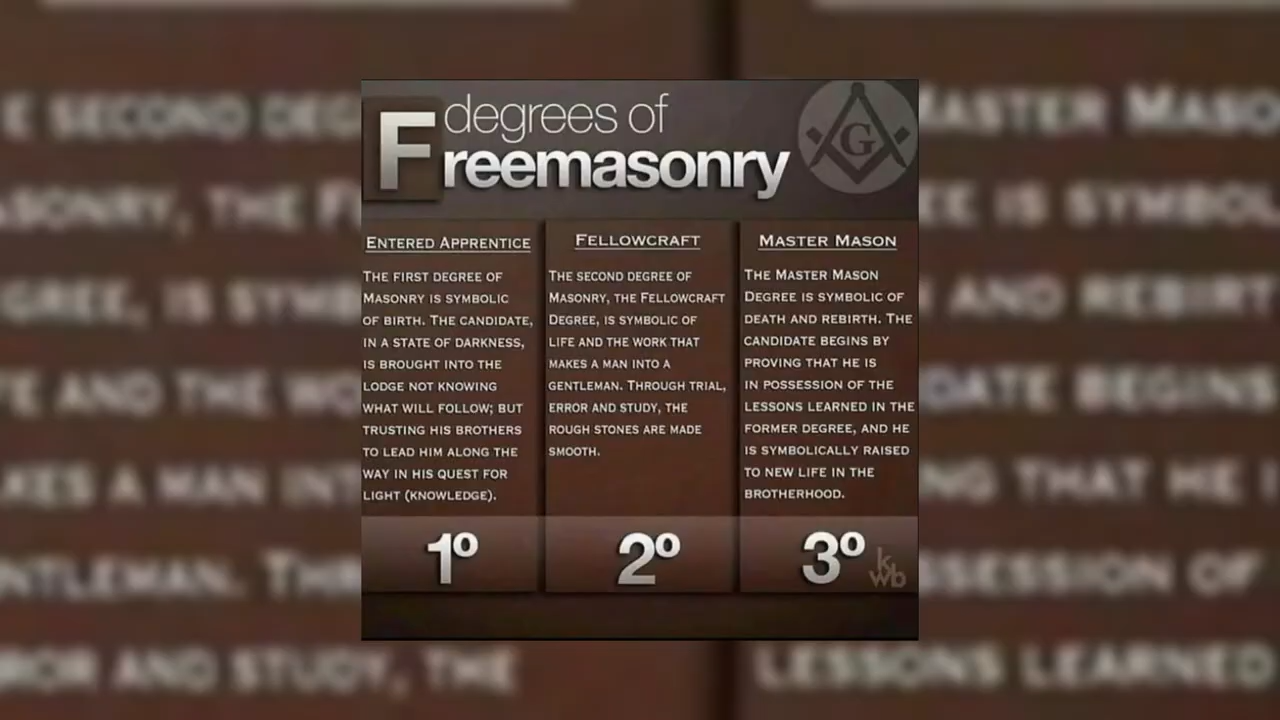 degrees of
Freemasonry
G
ENTERED APPRENTICE
THE FIRST DEGREE OF
MASONRY IS SYMBOLIC
OF BIRTH. THE CANDIDATE,
IN A STATE OF DARKNESS,
IS BROUGHT INTO THE
LODGE NOT KNOWING
WHAT WILL FOLLOW; BUT
TRUSTING HIS BROTHERS
TO LEAD HIM ALONG THE
WAY IN HIS QUEST FOR
LIGHT (KNOWLEDGE).
1º
FELLOWCRAFT
THE SECOND DEGREE OF
MASONRY, THE FELLOWCRAFT
DEGREE, IS SYMBOLIC OF
LIFE AND THE WORK THAT
MAKES A MAN INTO A
GENTLEMAN. THROUGH TRIAL,
ERROR AND STUDY, THE
ROUGH STONES ARE MADE
SMOOTH.
2º
MASTER MASON
THE MASTER MASON
DEGREE IS SYMBOLIC OF
DEATH AND REBIRTH. THE
CANDIDATE BEGINS BY
PROVING THAT HE IS
IN POSSESSION OF THE
LESSONS LEARNED IN THE
FORMER DEGREE, AND HE
IS SYMBOLICALLY RAISED
TO NEW LIFE IN THE
BROTHERHOOD.
3º
kwb